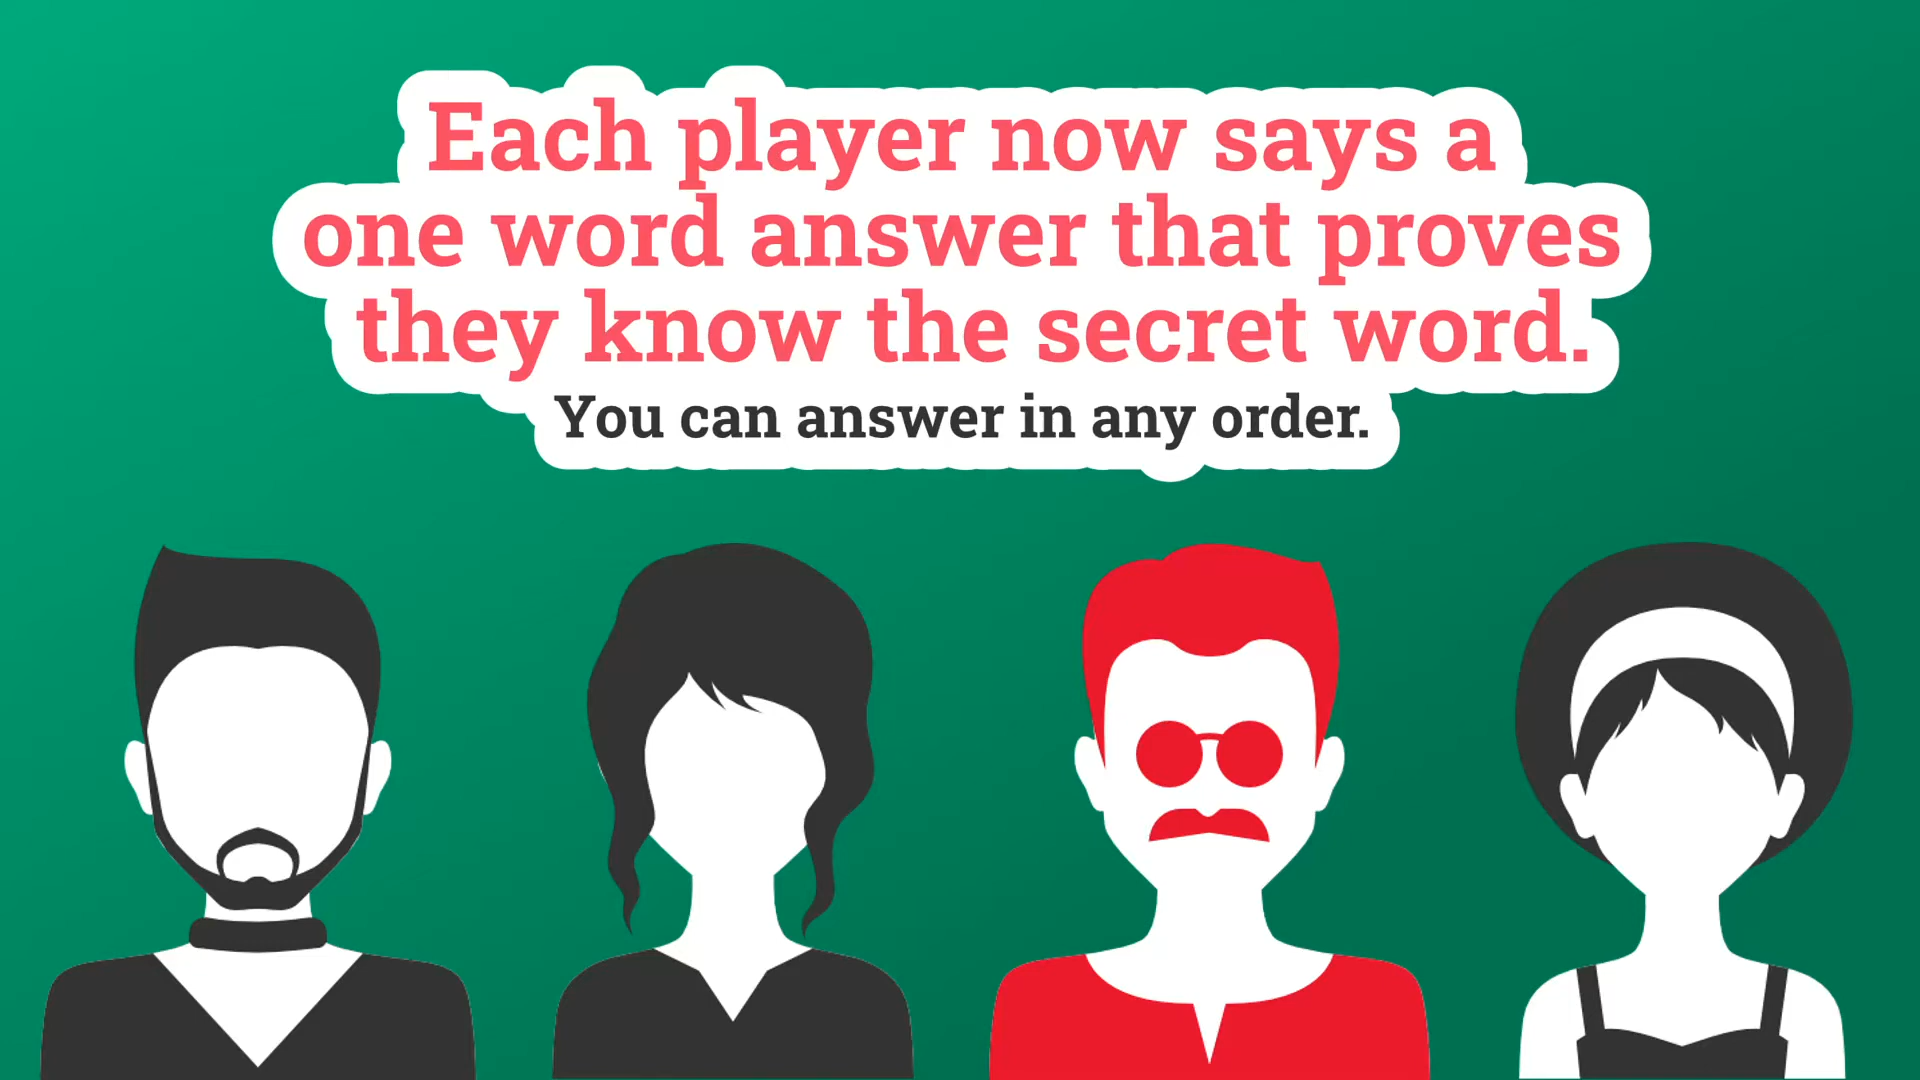 Each player now says a
one word answer that proves
they know the secret word.
You can answer in any order.